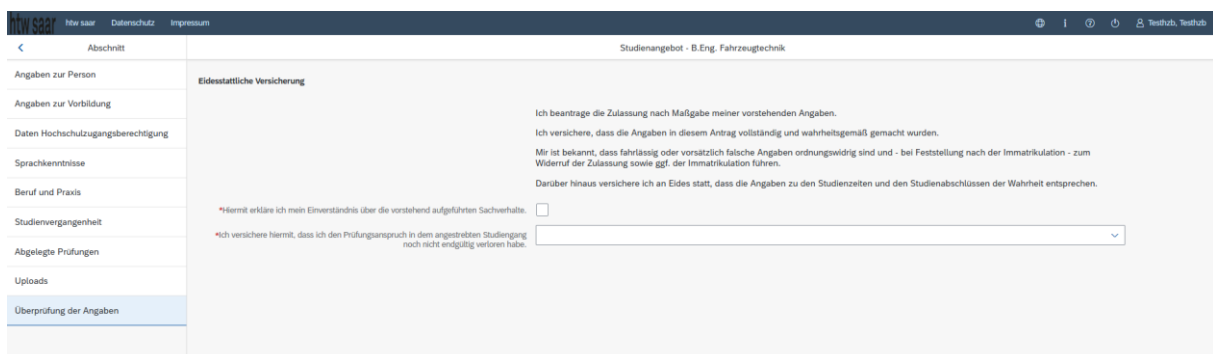 htw saar htw saar Datenschutz Impressum Testhzb, Testhzb
Abschnitt Studienangebot - B.Eng. Fahrzeugtechnik
Angaben zur Person
Angaben zur Vorbildung
Daten Hochschulzugangsberechtigung
Sprachkenntnisse
Beruf und Praxis
Studienvergangenheit
Abgelegte Prüfungen
Uploads
Überprüfung der Angaben
Eidesstattliche Versicherung
Ich beantrage die Zulassung nach Maßgabe meiner vorstehenden Angaben.
Ich versichere, dass die Angaben in diesem Antrag vollständig und wahrheitsgemäß gemacht wurden.
Mir ist bekannt, dass fahrlässig oder vorsätzlich falsche Angaben ordnungswidrig sind und - bei Feststellung nach der Immatrikulation - zum
Widerruf der Zulassung sowie ggf. der Immatrikulation führen.
Darüber hinaus versichere ich an Eides statt, dass die Angaben zu den Studienzeiten und den Studienabschlüssen der Wahrheit entsprechen.
*Hiermit erkläre ich mein Einverständnis über die vorstehend aufgeführten Sachverhalte.
*Ich versichere hiermit, dass ich den Prüfungsanspruch in dem angestrebten Studiengang
noch nicht endgültig verloren habe.